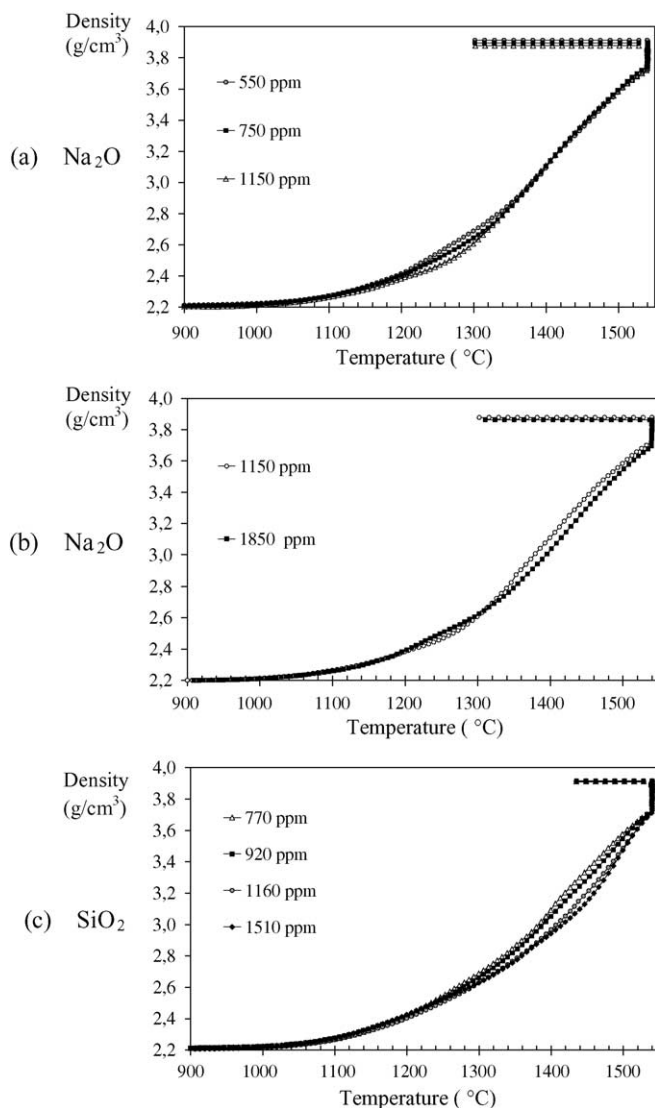 Density
(g/cm³)
4,0
3,8
3,6
3,4
3,2
3,0
2,8
2,6
2,4
2,2
550 ppm
750 ppm
1150 ppm
(a) Na₂O
900 1000 1100 1200 1300 1400 1500
Temperature ( °C)
Density
(g/cm³)
4,0
3,8
3,6
3,4
3,2
3,0
2,8
2,6
2,4
2,2
1150 ppm
1850 ppm
(b) Na₂O
900 1000 1100 1200 1300 1400 1500
Temperature ( °C)
Density
(g/cm³)
4,0
3,8
3,6
3,4
3,2
3,0
2,8
2,6
2,4
2,2
770 ppm
920 ppm
1160 ppm
1510 ppm
(c) SiO₂
900 1000 1100 1200 1300 1400 1500
Temperature ( °C)